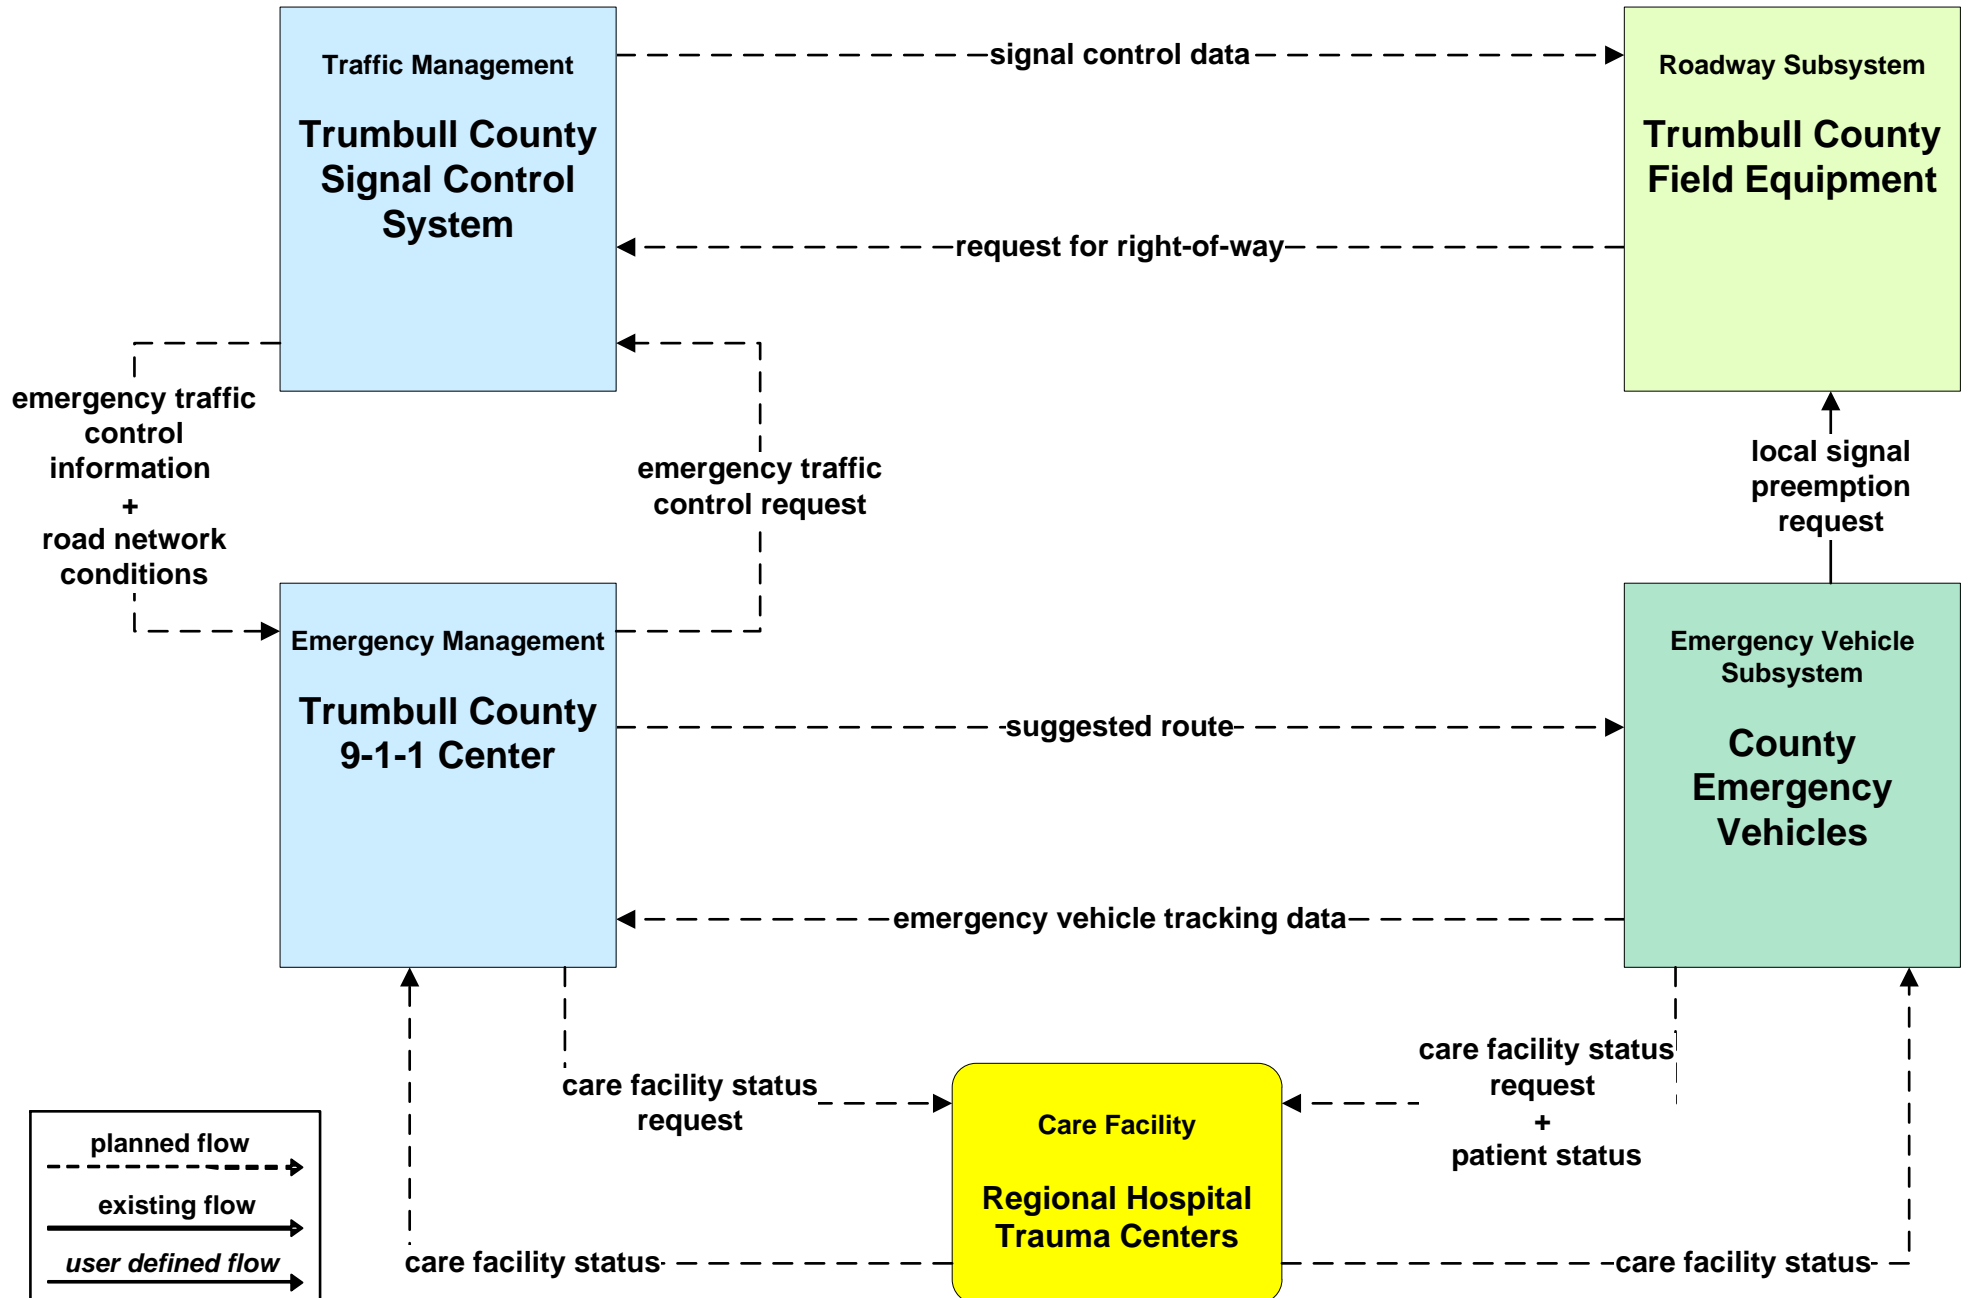 Traffic Management
Trumbull County
Signal Control
System
signal control data
Roadway Subsystem
Trumbull County
Field Equipment
request for right-of-way
emergency traffic
control
information
+
road network
conditions
emergency traffic
control request
local signal
preemption
request
Emergency Management
Trumbull County
9-1-1 Center
suggested route
Emergency Vehicle
Subsystem
County
Emergency
Vehicles
emergency vehicle tracking data
care facility status
request
Care Facility
Regional Hospital
Trauma Centers
care facility status
request
+
patient status
planned flow
existing flow
user defined flow
care facility status
care facility status